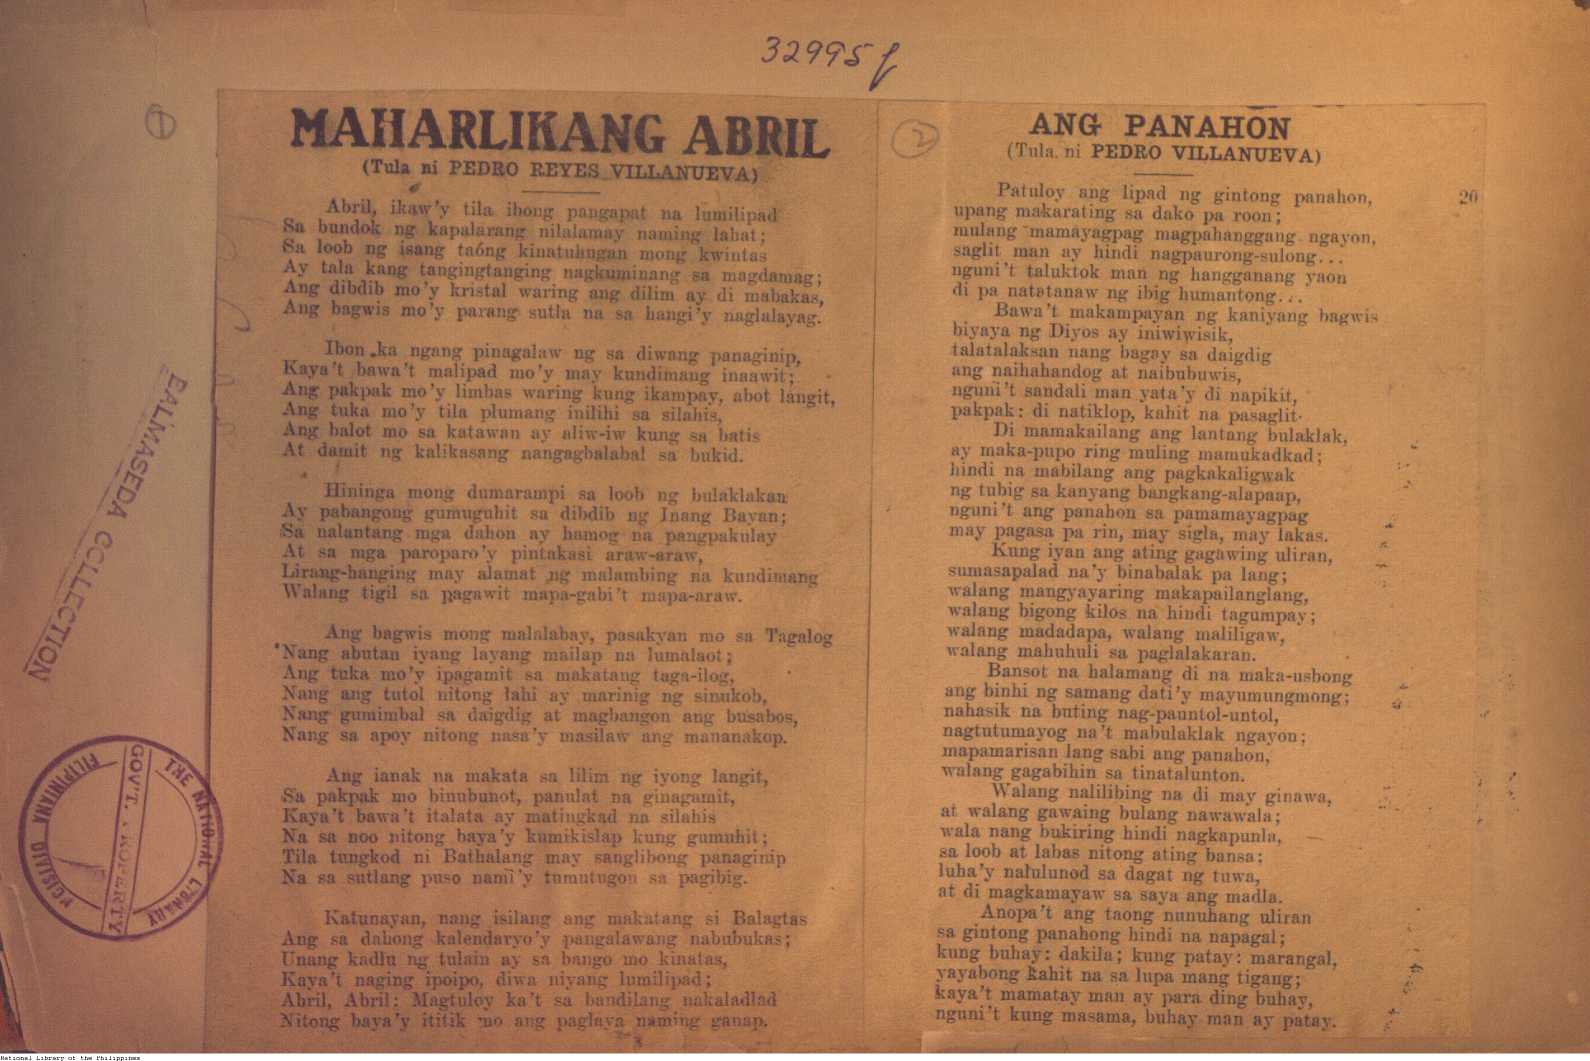 32995f
1
MAHARLIKANG ABRIL
(Tula ni PEDRO REYES VILLANUEVA)
Abril, ikaw'y tila ibong pangapat na lumilipad
Sa bundok ng kapalarang nilalamay naming lahat;
Sa loob ng isang taóng kinatuhugan mong kwintas
Ay tala kang tangingtanging nagkuminang sa magdamag;
Ang dibdib mo'y kristal waring ang dilim ay di mabakas,
Ang bagwis mo'y parang sutla na sa hangi'y naglalayag.
Ibon ka ngang pinagalaw ng sa diwang panaginip,
Kaya't bawa't malipad mo'y may kundimang inaawit;
Ang pakpak mo'y limbas waring kung ikampay, abot langit,
Ang tuka mo'y tila plumang inilihi sa silahis,
Ang balot mo sa katawan ay aliw-iw kung sa batis
At damit ng kalikasang nangagbalabal sa bukid.
Hininga mong dumarampi sa loob ng bulaklakan
Ay pabangong gumuguhit sa dibdib ng Inang Bayan;
Sa nalantang mga dahon ay hamog na pangpakulay
At sa mga paroparo'y pintakasi araw-araw,
Lirang-hanging may alamat ng malambing na kundimang
Walang tigil sa pagawit mapa-gabi't mapa-araw.
Ang bagwis mong malalabay, pasakyan mo sa Tagalog
Nang abutan iyang layang mailap na lumalaot;
Ang tuka mo'y ipagamit sa makatang taga-ilog,
Nang ang tutol nitong lahi ay marinig ng sinukob,
Nang gumimbal sa daigdig at magbangon ang busabos,
Nang sa apoy nitong nasa'y masilaw ang mananakop.
Ang ianak na makata sa lilim ng iyong langit,
Sa pakpak mo binubunot, panulat na ginagamit,
Kaya't bawa't italata ay matingkad na silahis
Na sa noo nitong baya'y kumikislap kung gumuhit;
Tila tungkod ni Bathalang may sanglibong panaginip
Na sa sutlang puso nami'y tumutugon sa pagibig.
Katunayan, nang isilang ang makatang si Balagtas
Ang sa dahong kalendaryo'y pangalawang nabubukas;
Unang kadlu ng tulain ay sa bango mo kinatas,
Kaya't naging ipoipo, diwa niyang lumilipad;
Abril, Abril: Magtuloy ka't sa bandilang nakaladlad
Nitong baya'y ititik mo ang paglaya naming ganap.
2
ANG PANAHON
(Tula ni PEDRO VILLANUEVA)
Patuloy ang lipad ng gintong panahon, 20
upang makarating sa dako pa roon;
mulang mamayagpag magpahanggang ngayon,
saglit man ay hindi nagpaurong-sulong...
nguni't taluktok man ng hangganang yaon
di pa natatanaw ng ibig humantong...
Bawa't makampayan ng kaniyang bagwis
biyaya ng Diyos ay iniwiwisik,
talatalaksan nang bagay sa daigdig
ang naihahandog at naibubuwis,
nguni't sandali man yata'y di napikit,
pakpak: di natiklop, kahit na pasaglit.
Di mamakailang ang lantang bulaklak,
ay maka-pupo ring muling mamukadkad;
hindi na mabilang ang pagkakaligwak
ng tubig sa kanyang bangkang-alapaap,
nguni't ang panahon sa pamamayagpag
may pagasa pa rin, may sigla, may lakas.
Kung iyan ang ating gagawing uliran,
sumasapalad na'y binabalak pa lang;
walang mangyayaring makapailanglang,
walang bigong kilos na hindi tagumpay;
walang madadapa, walang maliligaw,
walang mahuhuli sa paglalakaran.
Bansot na halamang di na maka-usbong
ang binhi ng samang dati'y mayumungmong;
nahasik na buting nag-pauntol-untol,
nagtutumayog na't mabulaklak ngayon;
mapamarisan lang sabi ang panahon,
walang gagabihin sa tinatalunton.
Walang nalilibing na di may ginawa,
at walang gawaing bulang nawawala;
wala nang bukiring hindi nagkapunla,
sa loob at labas nitong ating bansa;
luha'y nalulunod sa dagat ng tuwa,
at di magkamayaw sa saya ang madla.
Anopa't ang taong nunuhang uliran
sa gintong panahong hindi na napagal;
kung buhay: dakila; kung patay: marangal,
yayabong kahit na sa lupa mang tigang;
kaya't mamatay man ay para ding buhay,
nguni't kung masama, buhay man ay patay.
EALMASEDA COLLECTION
THE NATIONAL LIBRARY
GOV'T. PROPERTY
FILIPINIANA DIVISION
National Library of the Philippines